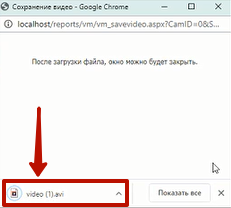 Сохранение видео - Google Chrome
localhost/reports/vm/vm_savevideo.aspx?CamID=0&S...
После загрузки файла, окно можно будет закрыть.
video (1).avi
Показать все